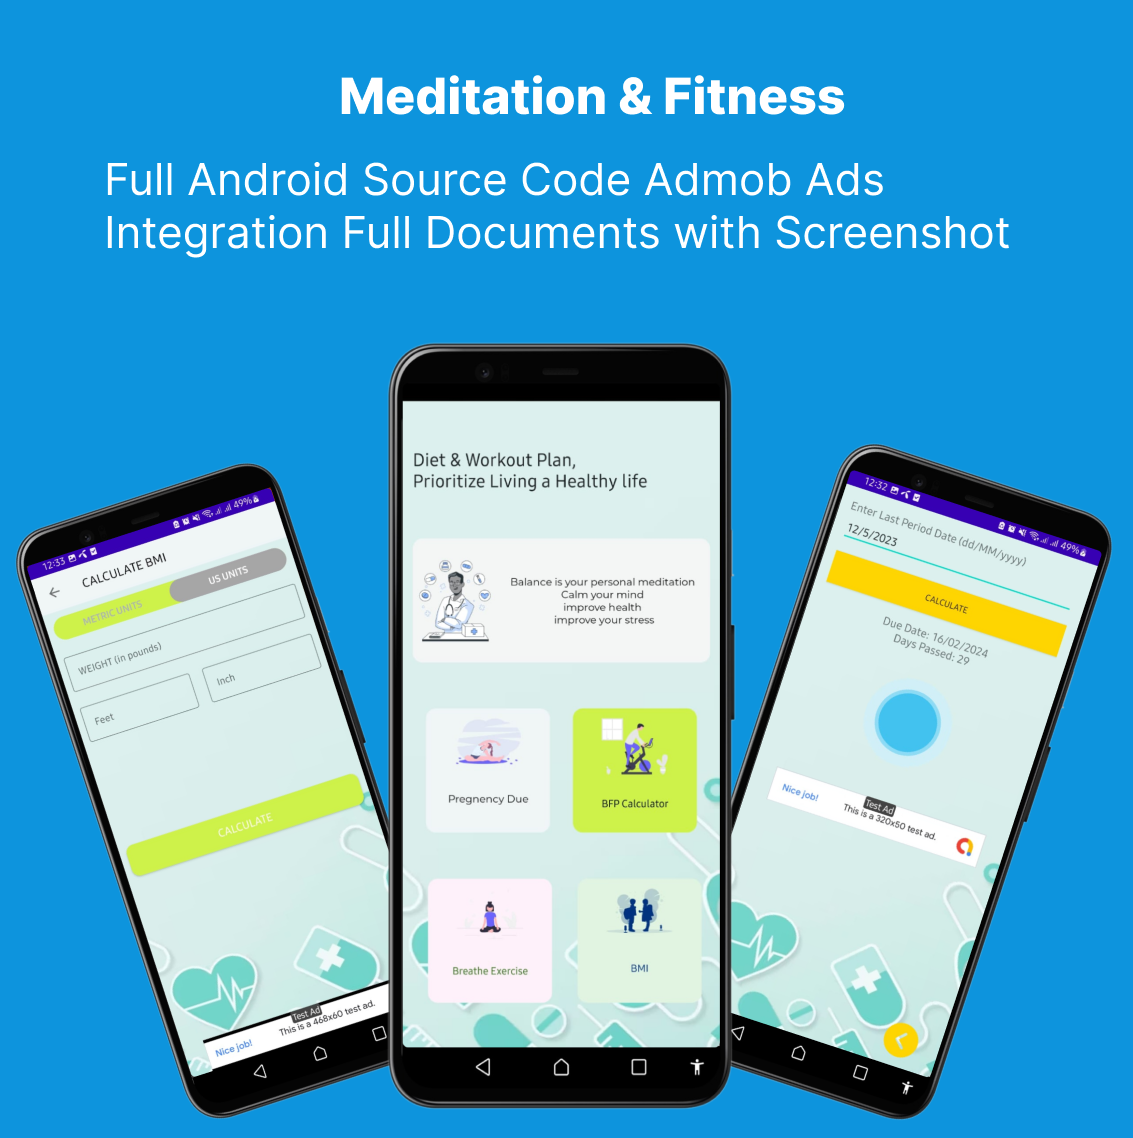 Meditation & Fitness
Full Android Source Code Admob Ads
Integration Full Documents with Screenshot
12:33
49%
CALCULATE BMI
METRIC UNITS
US UNITS
WEIGHT (in pounds)
Feet
Inch
CALCULATE
Test Ad
Nice job!
This is a 468x60 test ad.
Diet & Workout Plan,
Prioritize Living a Healthy life
Balance is your personal meditation
Calm your mind
improve health
improve your stress
Pregnency Due
BFP Calculator
Breathe Exercise
BMI
12:32
49%
Enter Last Period Date (dd/MM/yyyy)
12/5/2023
CALCULATE
Due Date: 16/02/2024
Days Passed: 29
Test Ad
Nice job!
This is a 320x50 test ad.